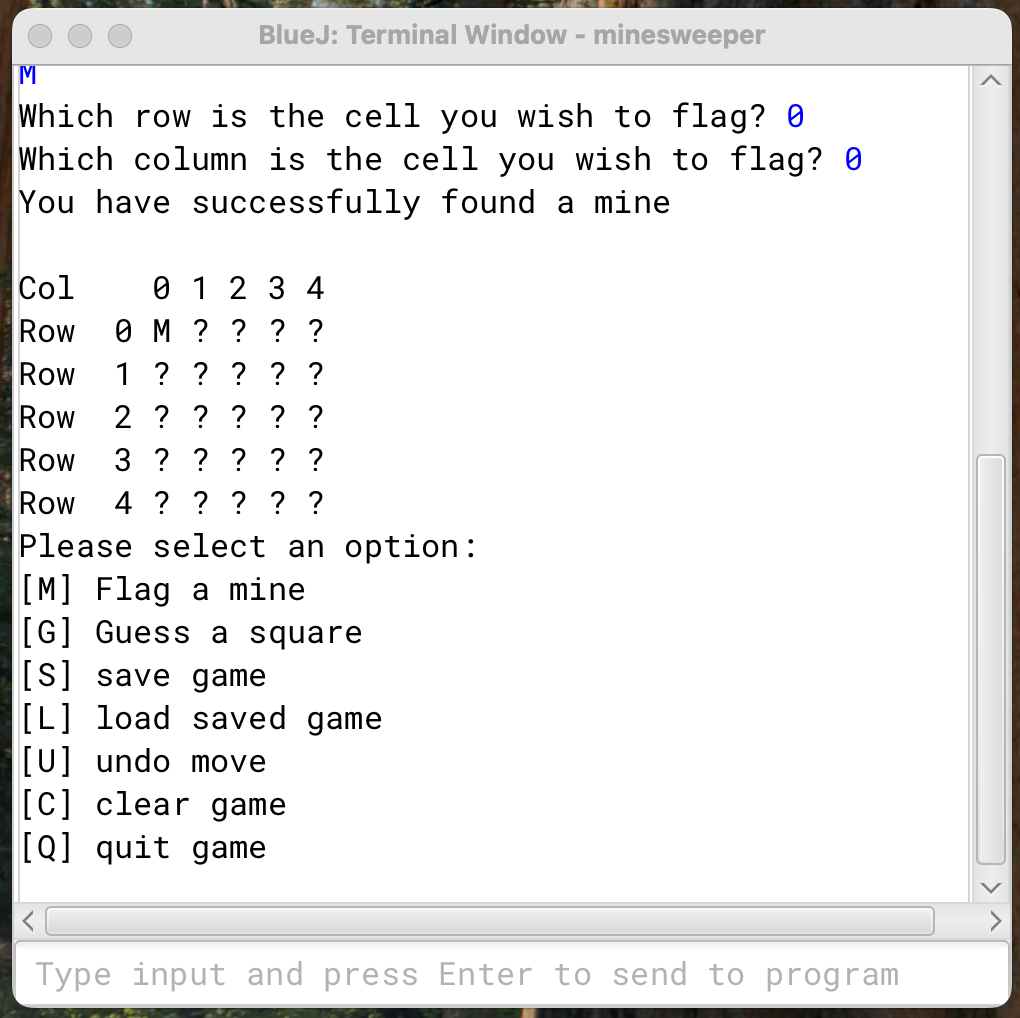 BlueJ: Terminal Window - minesweeper
M
Which row is the cell you wish to flag? 0
Which column is the cell you wish to flag? 0
You have successfully found a mine
Col    0 1 2 3 4
Row  0 M ? ? ? ?
Row  1 ? ? ? ? ?
Row  2 ? ? ? ? ?
Row  3 ? ? ? ? ?
Row  4 ? ? ? ? ?
Please select an option:
[M] Flag a mine
[G] Guess a square
[S] save game
[L] load saved game
[U] undo move
[C] clear game
[Q] quit game
Type input and press Enter to send to program